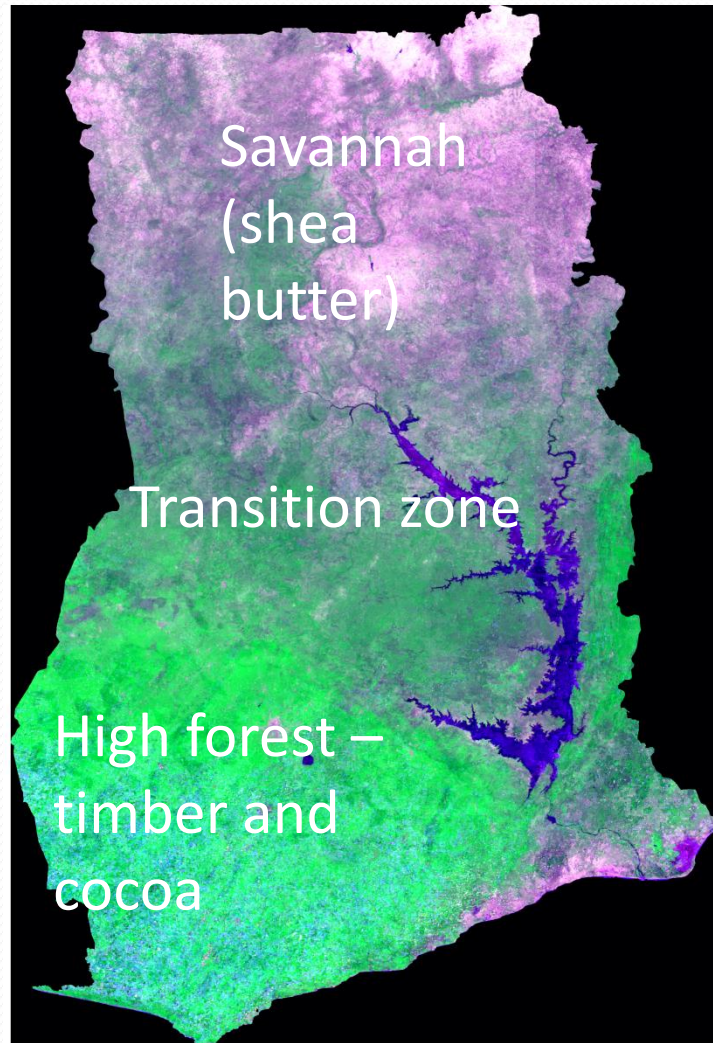 Savannah
(shea
butter)
Transition zone
High forest –
timber and
cocoa